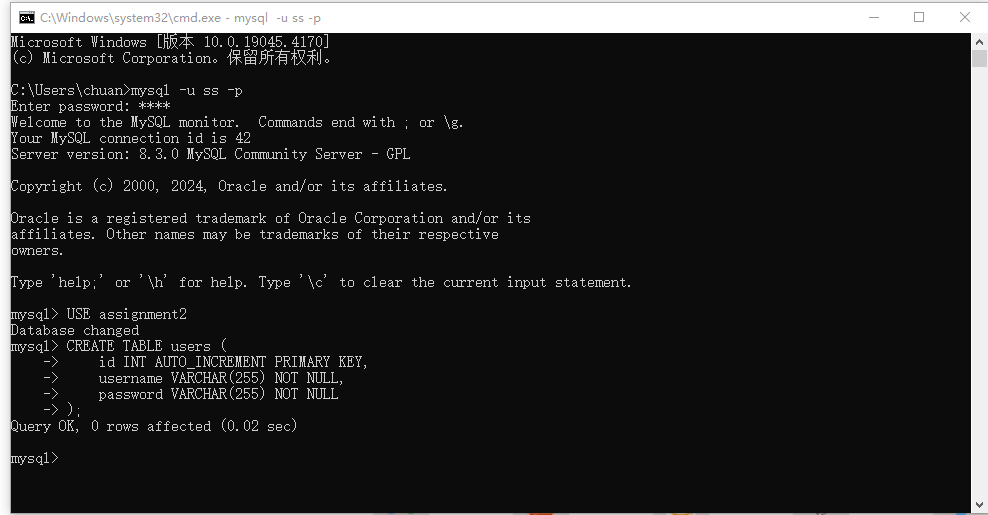 C:\Windows\system32\cmd.exe - mysql  -u ss -p
Microsoft Windows [版本 10.0.19045.4170]
(c) Microsoft Corporation。保留所有权利。
C:\Users\chuan>mysql -u ss -p
Enter password: ****
Welcome to the MySQL monitor.  Commands end with ; or \g.
Your MySQL connection id is 42
Server version: 8.3.0 MySQL Community Server - GPL
Copyright (c) 2000, 2024, Oracle and/or its affiliates.
Oracle is a registered trademark of Oracle Corporation and/or its
affiliates. Other names may be trademarks of their respective
owners.
Type 'help;' or '\h' for help. Type '\c' to clear the current input statement.
mysql> USE assignment2
Database changed
mysql> CREATE TABLE users (
    ->     id INT AUTO_INCREMENT PRIMARY KEY,
    ->     username VARCHAR(255) NOT NULL,
    ->     password VARCHAR(255) NOT NULL
    -> );
Query OK, 0 rows affected (0.02 sec)
mysql>